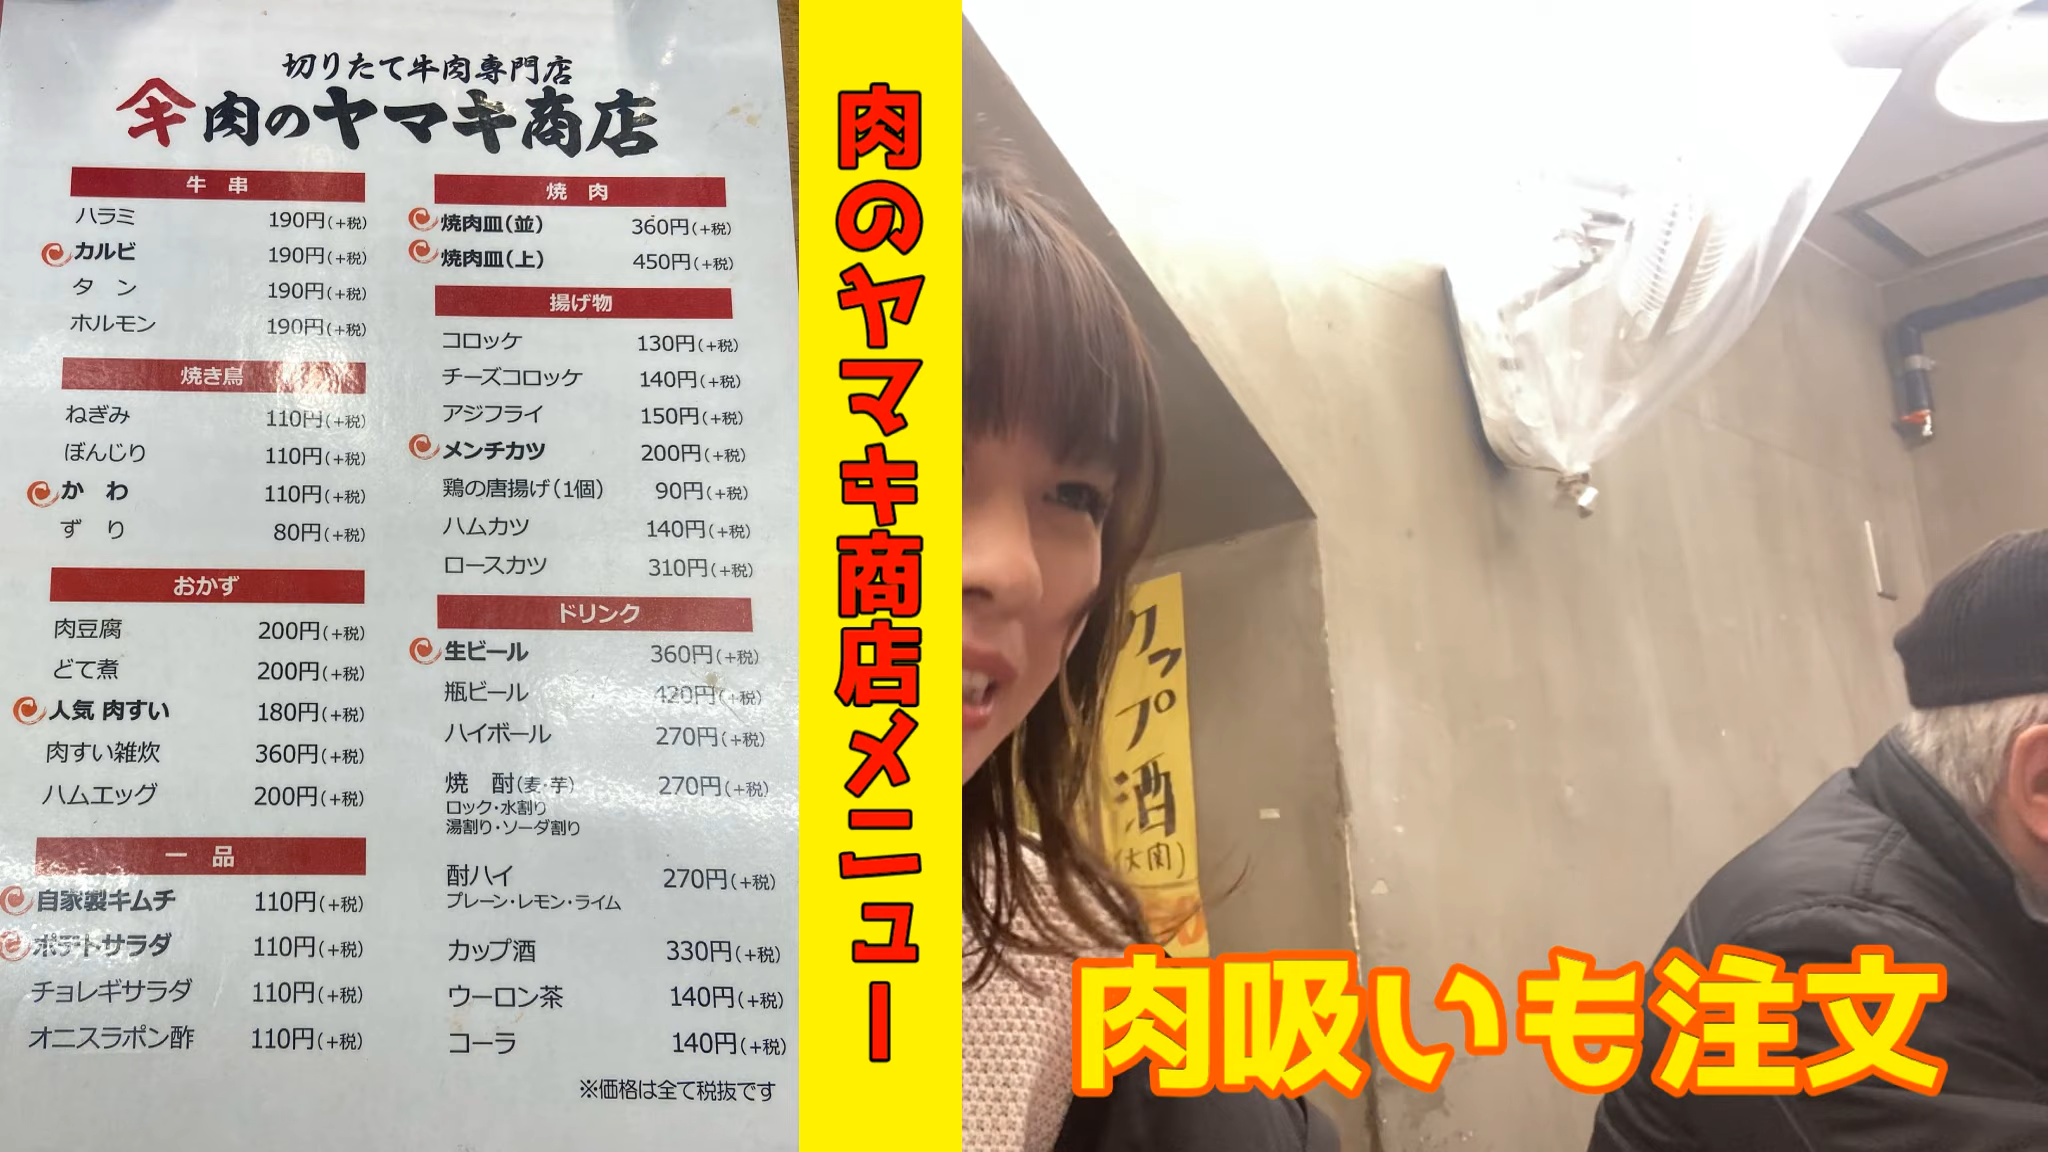 切りたて牛肉専門店
キ 肉のヤマキ商店
牛 串
ハラミ 190円(+税)
カルビ 190円(+税)
タ ン 190円(+税)
ホルモン 190円(+税)
焼き鳥
ねぎみ 110円(+税)
ぼんじり 110円(+税)
か わ 110円(+税)
ず り 80円(+税)
おかず
肉豆腐 200円(+税)
どて煮 200円(+税)
人気 肉すい 180円(+税)
肉すい雑炊 360円(+税)
ハムエッグ 200円(+税)
一 品
自家製キムチ 110円(+税)
ポテトサラダ 110円(+税)
チョレギサラダ 110円(+税)
オニスラポン酢 110円(+税)
焼 肉
焼肉皿(並) 360円(+税)
焼肉皿(上) 450円(+税)
揚げ物
コロッケ 130円(+税)
チーズコロッケ 140円(+税)
アジフライ 150円(+税)
メンチカツ 200円(+税)
鶏の唐揚げ(1個) 90円(+税)
ハムカツ 140円(+税)
ロースカツ 310円(+税)
ドリンク
生ビール 360円(+税)
瓶ビール 420円(+税)
ハイボール 270円(+税)
焼 酎(麦・芋) 270円(+税)
ロック・水割り
湯割り・ソーダ割り
酎ハイ 270円(+税)
プレーン・レモン・ライム
カップ酒 330円(+税)
ウーロン茶 140円(+税)
コーラ 140円(+税)
※価格は全て税抜です
肉のヤマキ商店メニュー
カップ酒
(大関)
肉吸いも注文